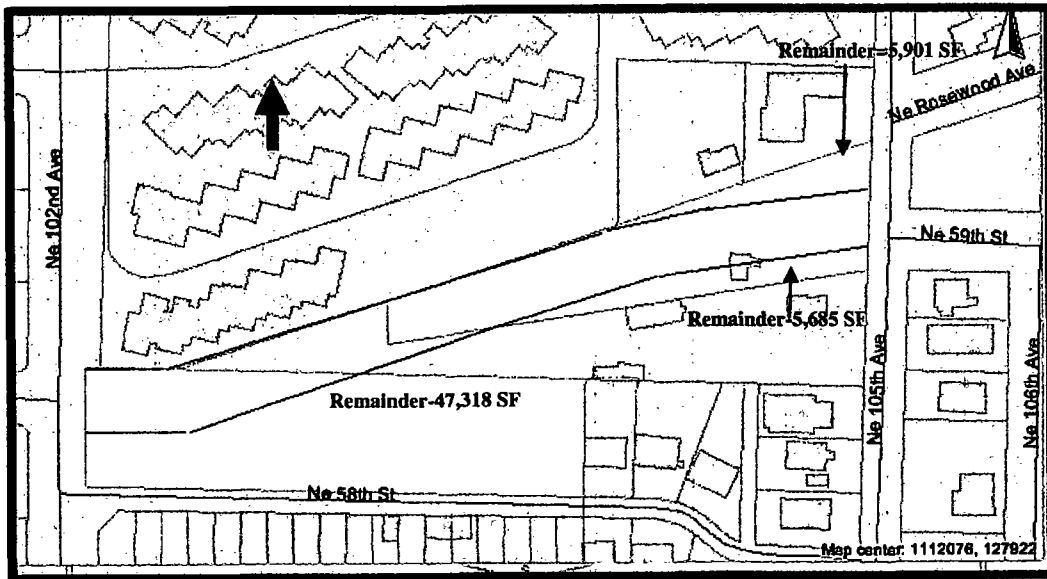 Remainder=5,901 SF
Ne Rosewood Ave
Ne 102nd Ave
Ne 59th St
Remainder-5,685 SF
Ne 105th Ave
Ne 106th Ave
Remainder-47,318 SF
Ne 58th St
Map center: 1112076, 127922